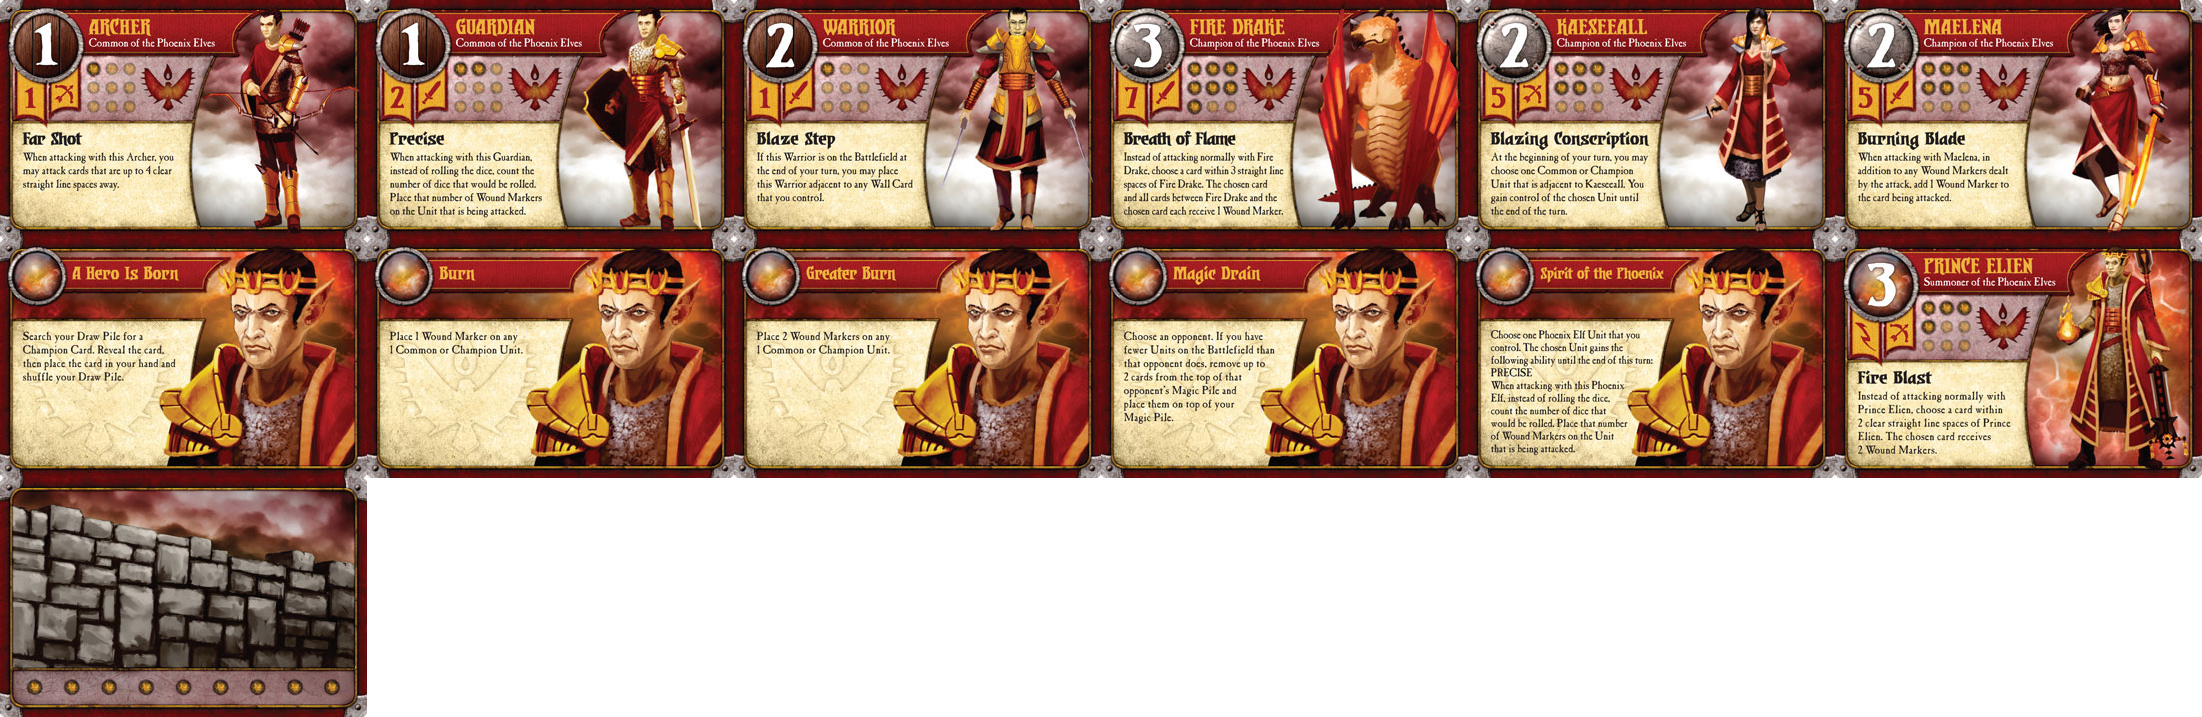 1
ARCHER
Common of the Phoenix Elves
1
Far Shot
When attacking with this Archer, you
may attack cards that are up to 4 clear
straight line spaces away.
1
GUARDIAN
Common of the Phoenix Elves
2
Precise
When attacking with this Guardian,
instead of rolling the dice, count the
number of dice that would be rolled.
Place that number of Wound Markers
on the Unit that is being attacked.
2
WARRIOR
Common of the Phoenix Elves
1
Blaze Step
If this Warrior is on the Battlefield at
the end of your turn, you may place
this Warrior adjacent to any Wall Card
that you control.
3
FIRE DRAKE
Champion of the Phoenix Elves
7
Breath of Flame
Instead of attacking normally with Fire
Drake, choose a card within 3 straight line
spaces of Fire Drake. The chosen card
and all cards between Fire Drake and the
chosen card each receive 1 Wound Marker.
2
KAESEEALL
Champion of the Phoenix Elves
5
Blazing Conscription
At the beginning of your turn, you may
choose one Common or Champion
Unit that is adjacent to Kaeseeall. You
gain control of the chosen Unit until
the end of the turn.
2
MAELENA
Champion of the Phoenix Elves
5
Burning Blade
When attacking with Maelena, in
addition to any Wound Markers dealt
by the attack, add 1 Wound Marker to
the card being attacked.
A Hero Is Born
Search your Draw Pile for a
Champion Card. Reveal the card,
then place the card in your hand and
shuffle your Draw Pile.
Burn
Place 1 Wound Marker on any
1 Common or Champion Unit.
Greater Burn
Place 2 Wound Markers on any
1 Common or Champion Unit.
Magic Drain
Choose an opponent. If you have
fewer Units on the Battlefield than
that opponent does, remove up to
2 cards from the top of that
opponent's Magic Pile and
place them on top of your
Magic Pile.
Spirit of the Phoenix
Choose one Phoenix Elf Unit that you
control. The chosen Unit gains the
following ability until the end of this turn:
PRECISE
When attacking with this Phoenix
Elf, instead of rolling the dice,
count the number of dice that
would be rolled. Place that number
of Wound Markers on the Unit
that is being attacked.
3
PRINCE ELIEN
Summoner of the Phoenix Elves
Fire Blast
Instead of attacking normally with
Prince Elien, choose a card within
2 clear straight line spaces of Prince
Elien. The chosen card receives
2 Wound Markers.